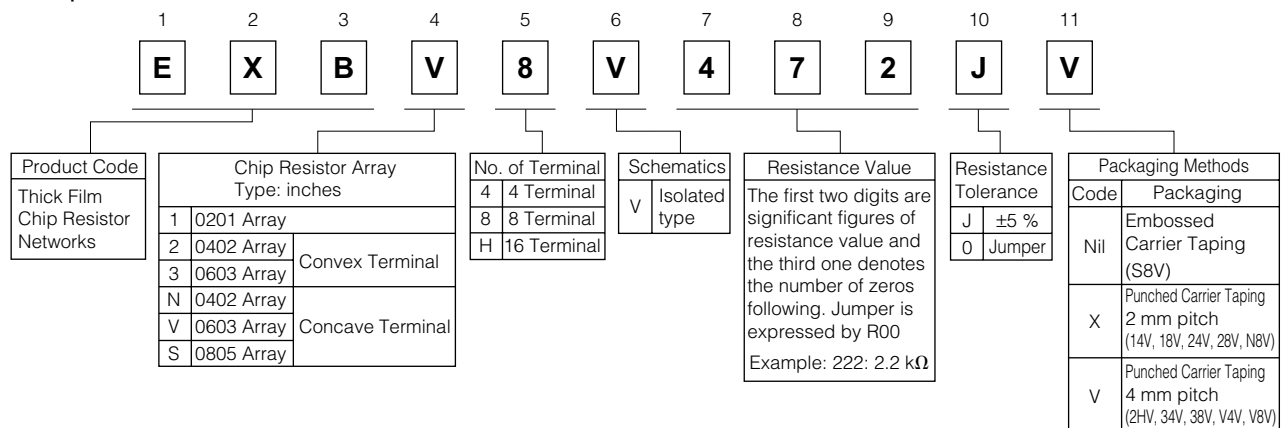 1 2 3 4 5 6 7 8 9 10 11
E X B V 8 V 4 7 2 J V
Product Code
Thick Film
Chip Resistor
Networks
Chip Resistor Array
Type: inches
1 0201 Array
2 0402 Array
3 0603 Array
Convex Terminal
N 0402 Array
V 0603 Array
S 0805 Array
Concave Terminal
No. of Terminal
4 4 Terminal
8 8 Terminal
H 16 Terminal
Schematics
V Isolated
type
Resistance Value
The first two digits are
significant figures of
resistance value and
the third one denotes
the number of zeros
following. Jumper is
expressed by R00
Example: 222: 2.2 kΩ
Resistance
Tolerance
J ±5 %
0 Jumper
Packaging Methods
Code Packaging
Nil Embossed
Carrier Taping
(S8V)
X Punched Carrier Taping
2 mm pitch
(14V, 18V, 24V, 28V, N8V)
V Punched Carrier Taping
4 mm pitch
(2HV, 34V, 38V, V4V, V8V)